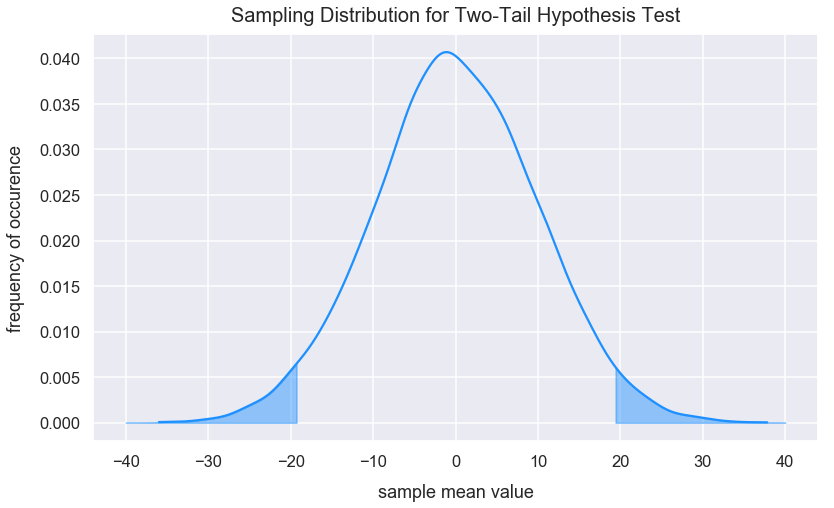 Sampling Distribution for Two-Tail Hypothesis Test
0.040
0.035
0.030
0.025
0.020
0.015
0.010
0.005
0.000
frequency of occurence
−40 −30 −20 −10 0 10 20 30 40
sample mean value